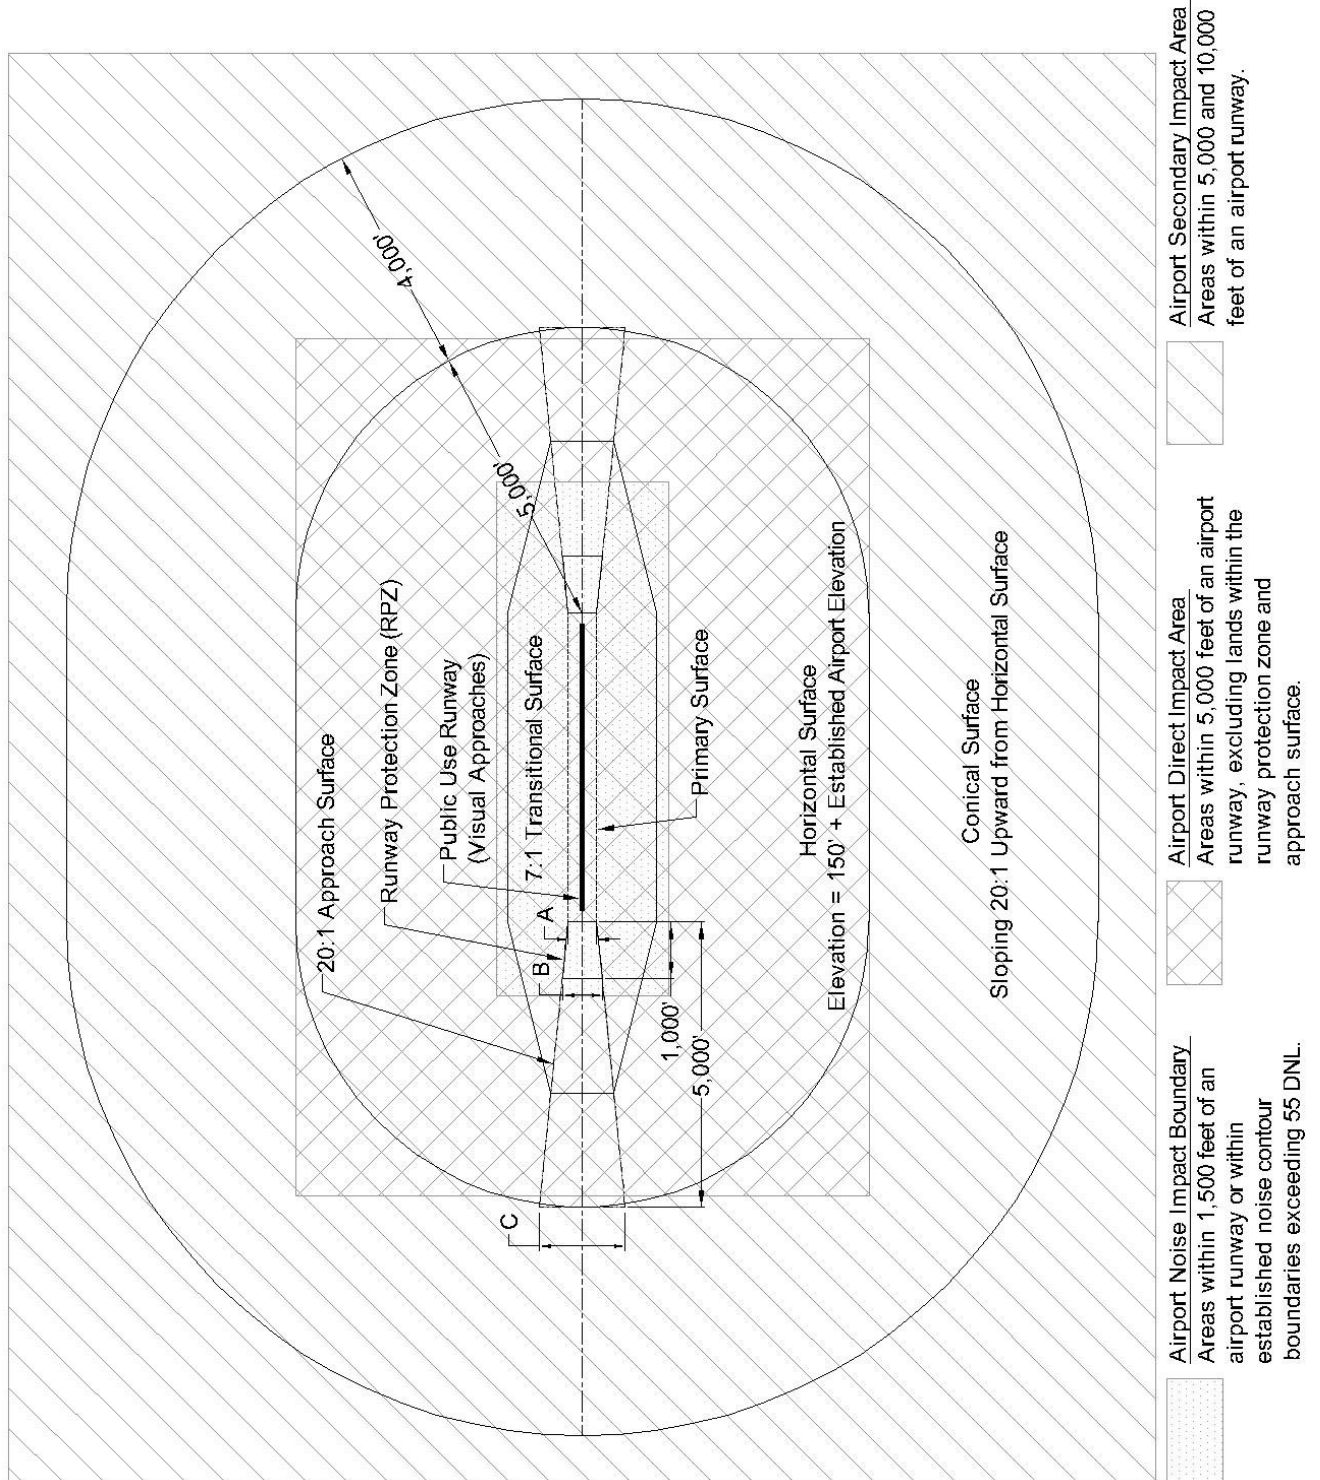 4,000'
5,000'
20:1 Approach Surface
Runway Protection Zone (RPZ)
Public Use Runway
(Visual Approaches)
7:1 Transitional Surface
A
B
C
Primary Surface
1,000'
5,000'
Horizontal Surface
Elevation = 150' + Established Airport Elevation
Conical Surface
Sloping 20:1 Upward from Horizontal Surface
Airport Noise Impact Boundary
Areas within 1,500 feet of an
airport runway or within
established noise contour
boundaries exceeding 55 DNL.
Airport Direct Impact Area
Areas within 5,000 feet of an airport
runway, excluding lands within the
runway protection zone and
approach surface.
Airport Secondary Impact Area
Areas within 5,000 and 10,000
feet of an airport runway.